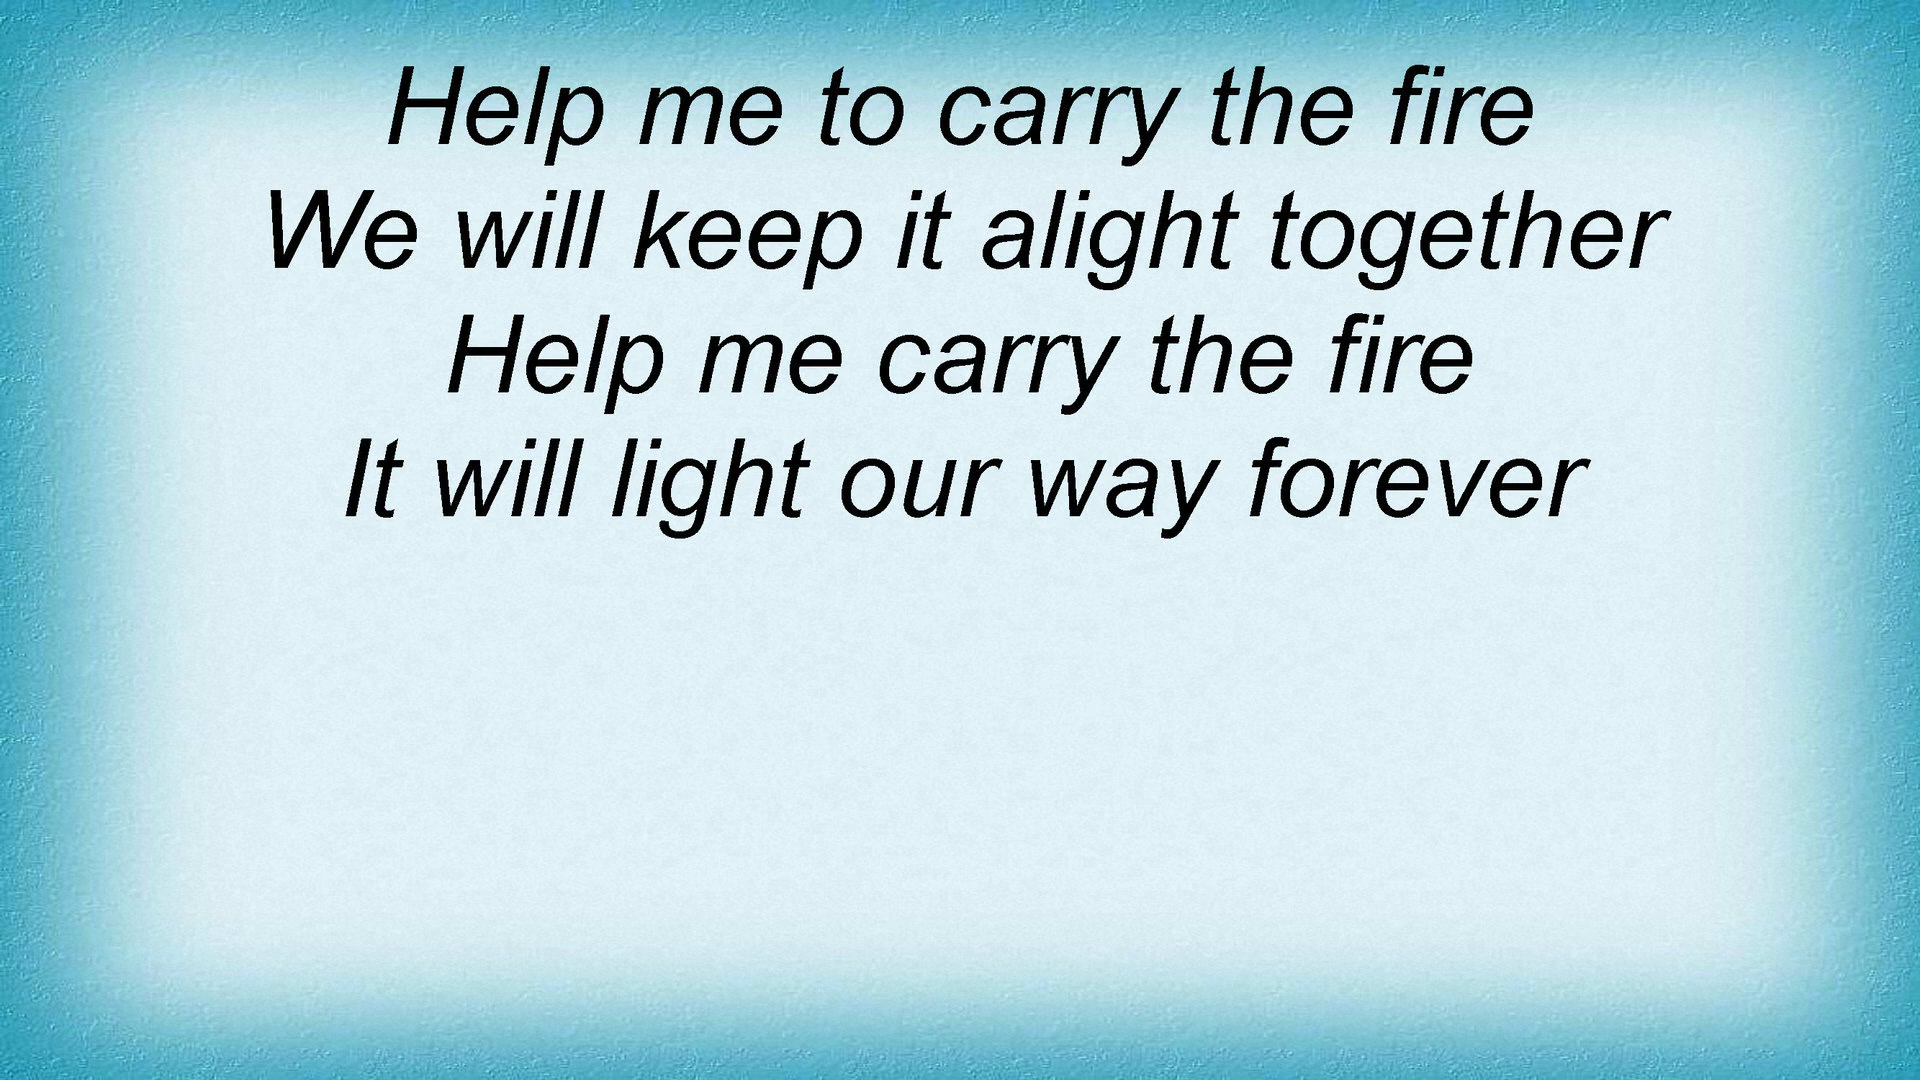 Help me to carry the fire
We will keep it alight together
Help me carry the fire
It will light our way forever